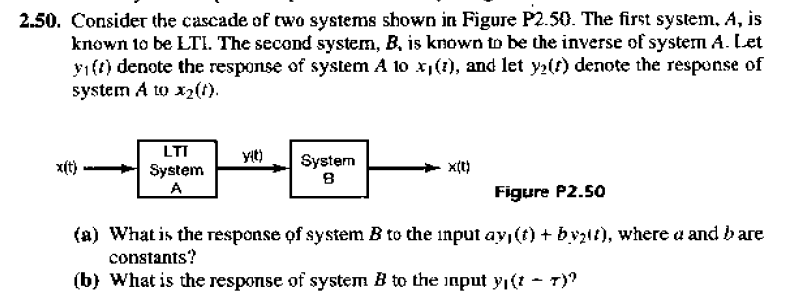 2.50. Consider the cascade of two systems shown in Figure P2.50. The first system, A, is
known to be LTI. The second system, B, is known to be the inverse of system A. Let
y₁(t) denote the response of system A to x₁(t), and let y₂(t) denote the response of
system A to x₂(t).
x(t)
LTI
System
A
y(t)
System
B
x(t)
Figure P2.50
(a) What is the response of system B to the input ay₁(t) + by₂(t), where a and b are
constants?
(b) What is the response of system B to the input y₁(t − τ)?